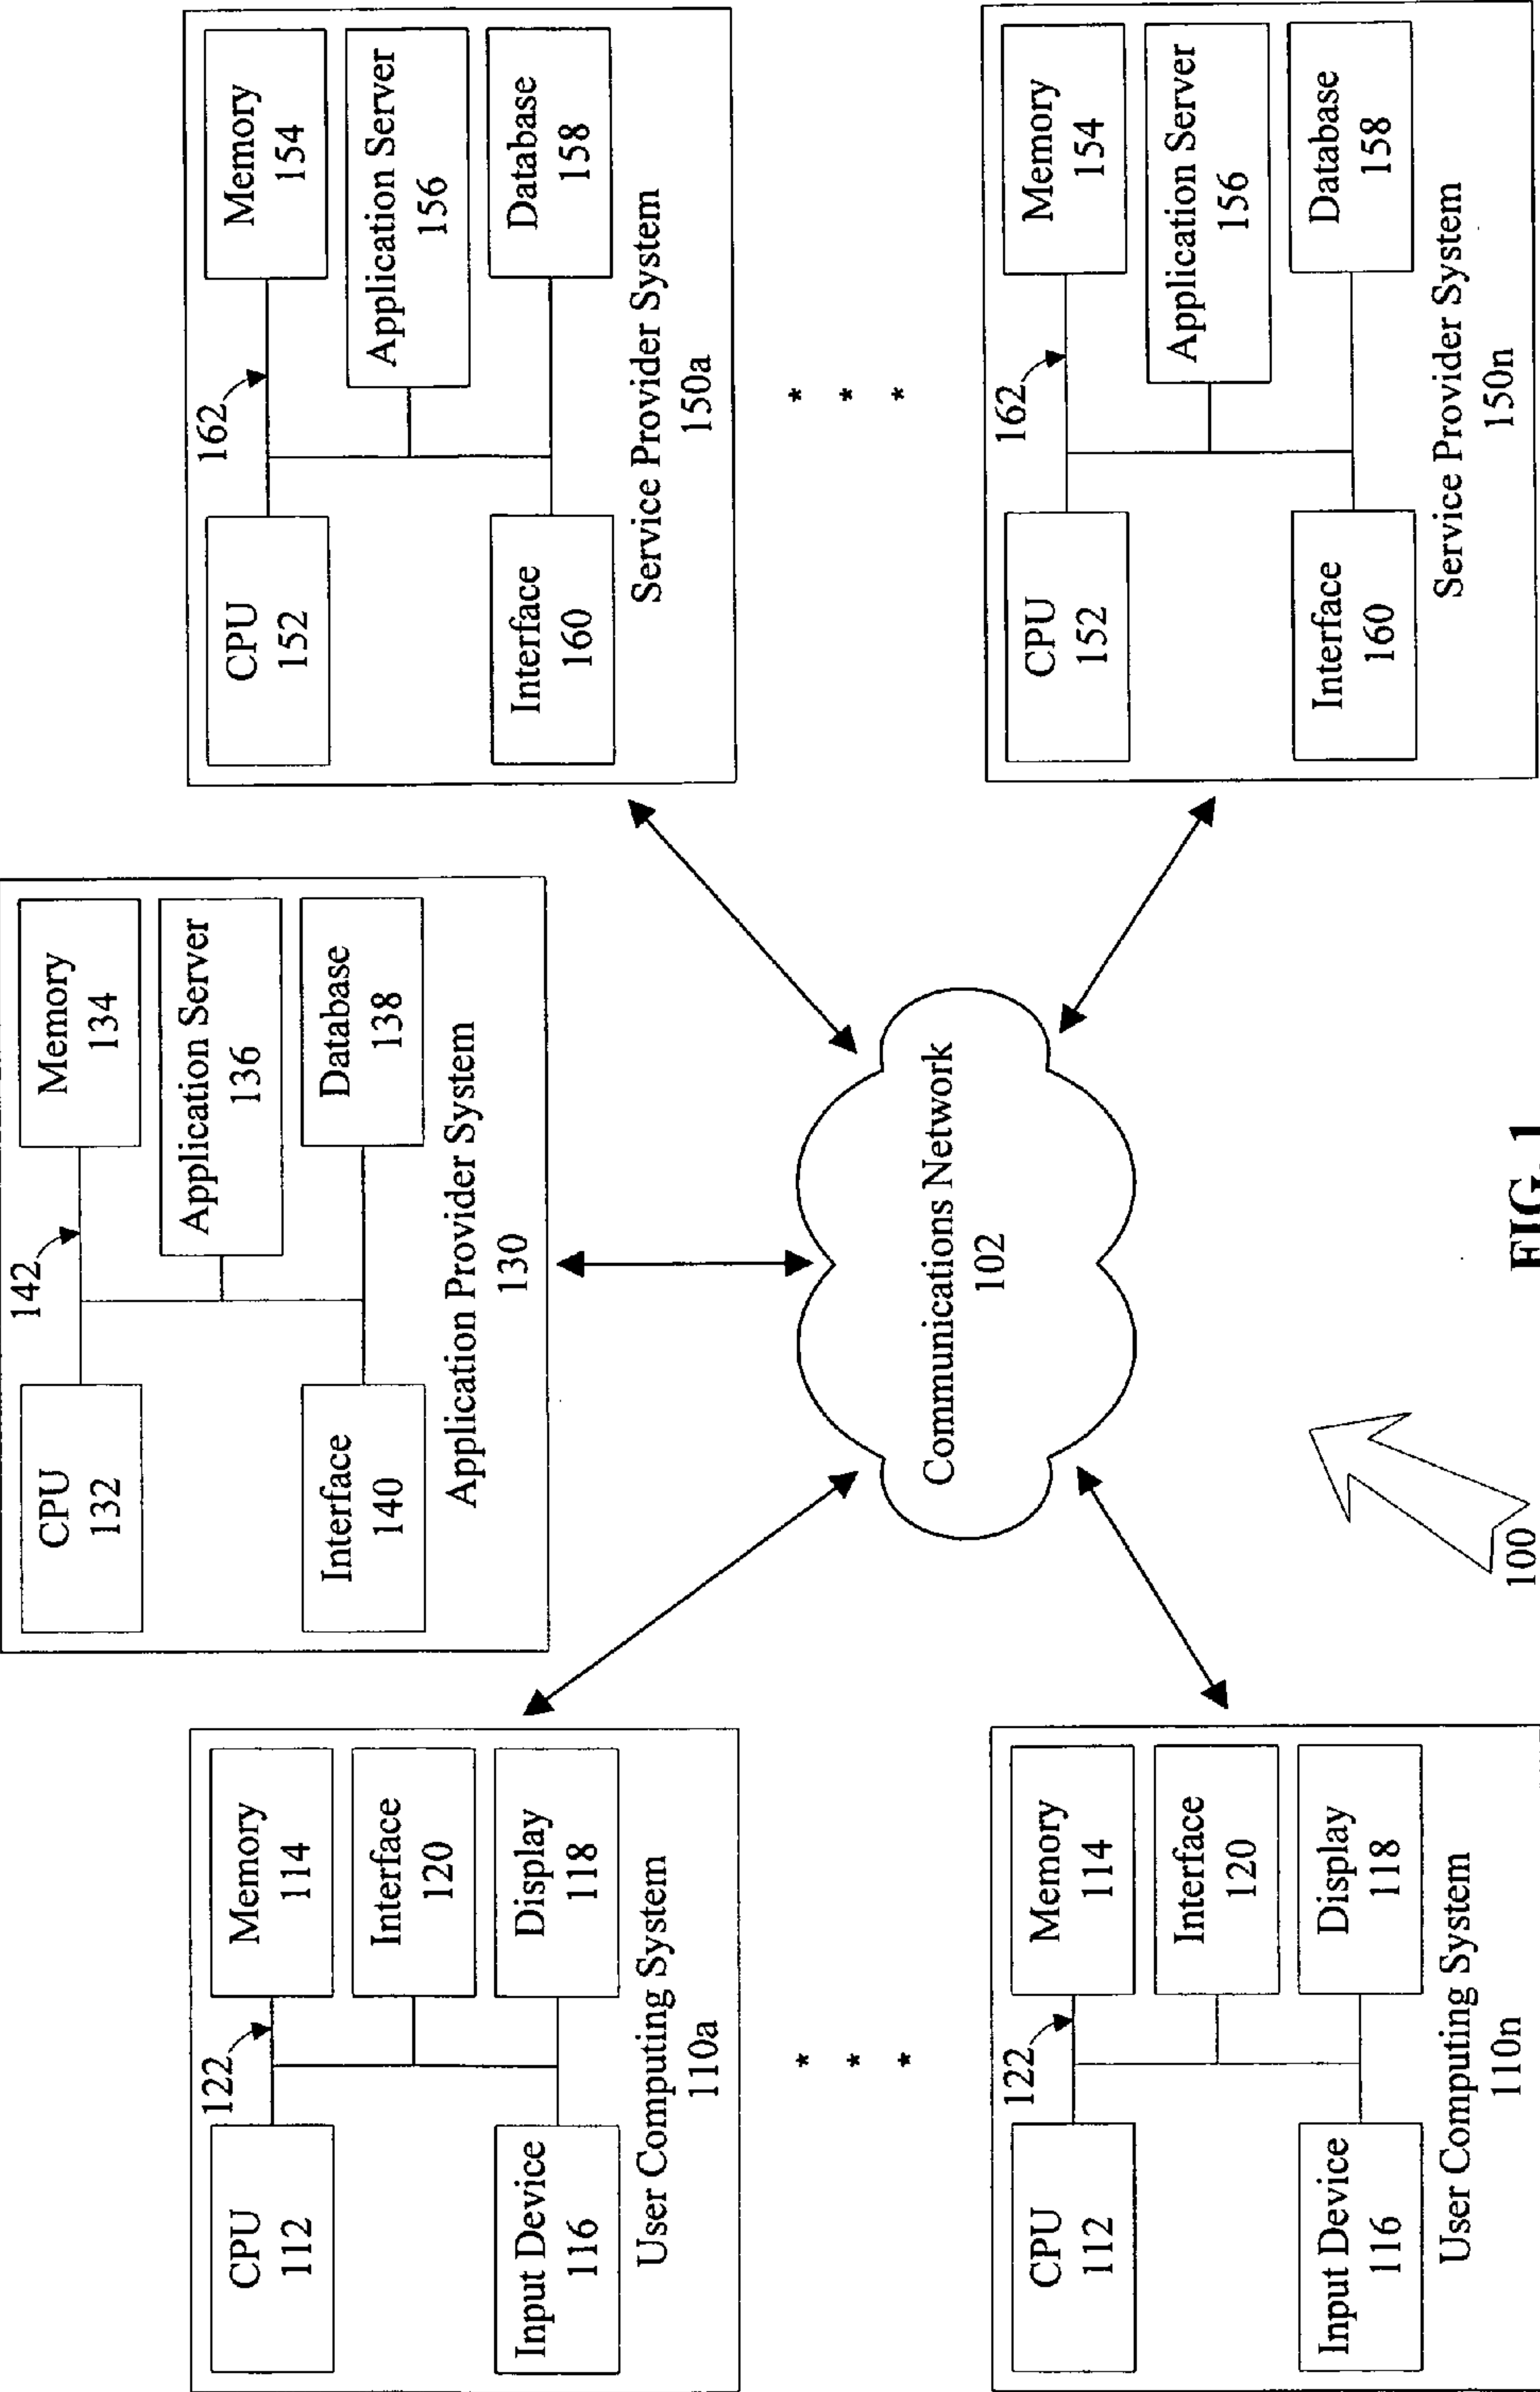 142
CPU
132
Memory
134
Application Server
136
Interface
140
Database
138
Application Provider System
130
122
CPU
112
Memory
114
Interface
120
Input Device
116
Display
118
User Computing System
110a
*
*
*
122
CPU
112
Memory
114
Interface
120
Input Device
116
Display
118
User Computing System
110n
Communications Network
102
162
CPU
152
Memory
154
Application Server
156
Interface
160
Database
158
Service Provider System
150a
*
*
*
162
CPU
152
Memory
154
Application Server
156
Interface
160
Database
158
Service Provider System
150n
100
FIG. 1